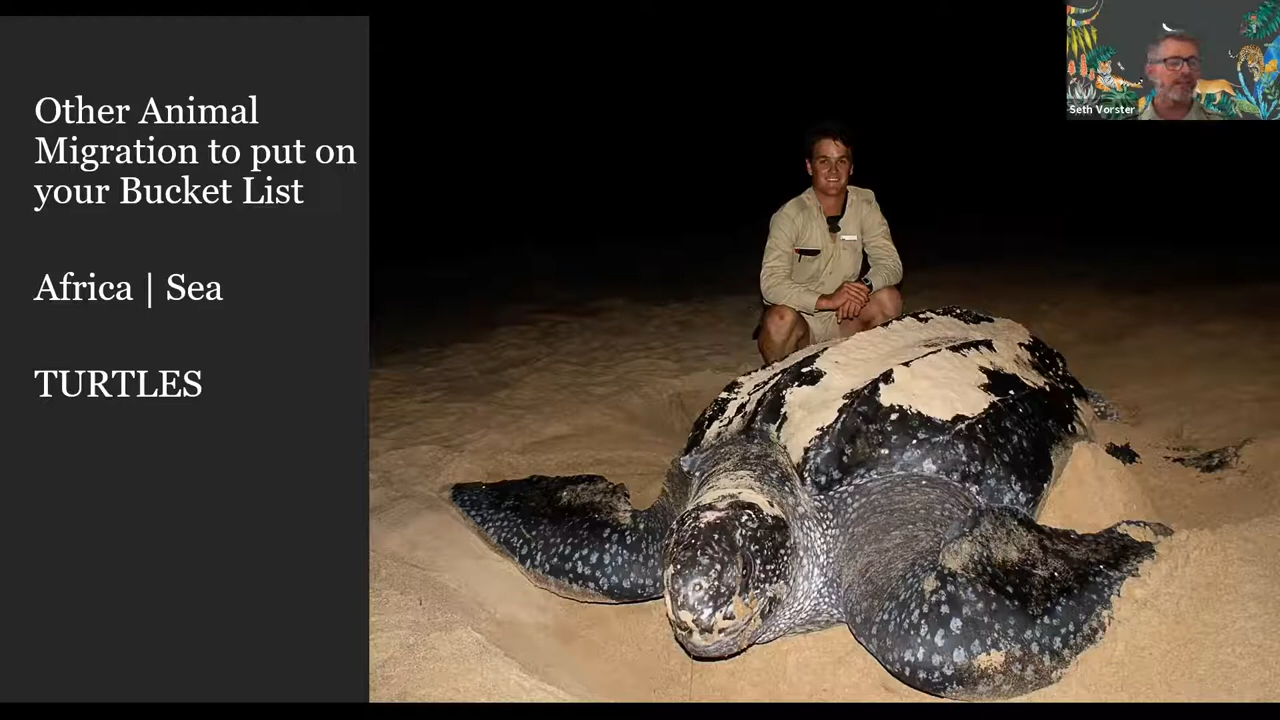 Other Animal
Migration to put on
your Bucket List
Africa | Sea
TURTLES
Seth Vorster